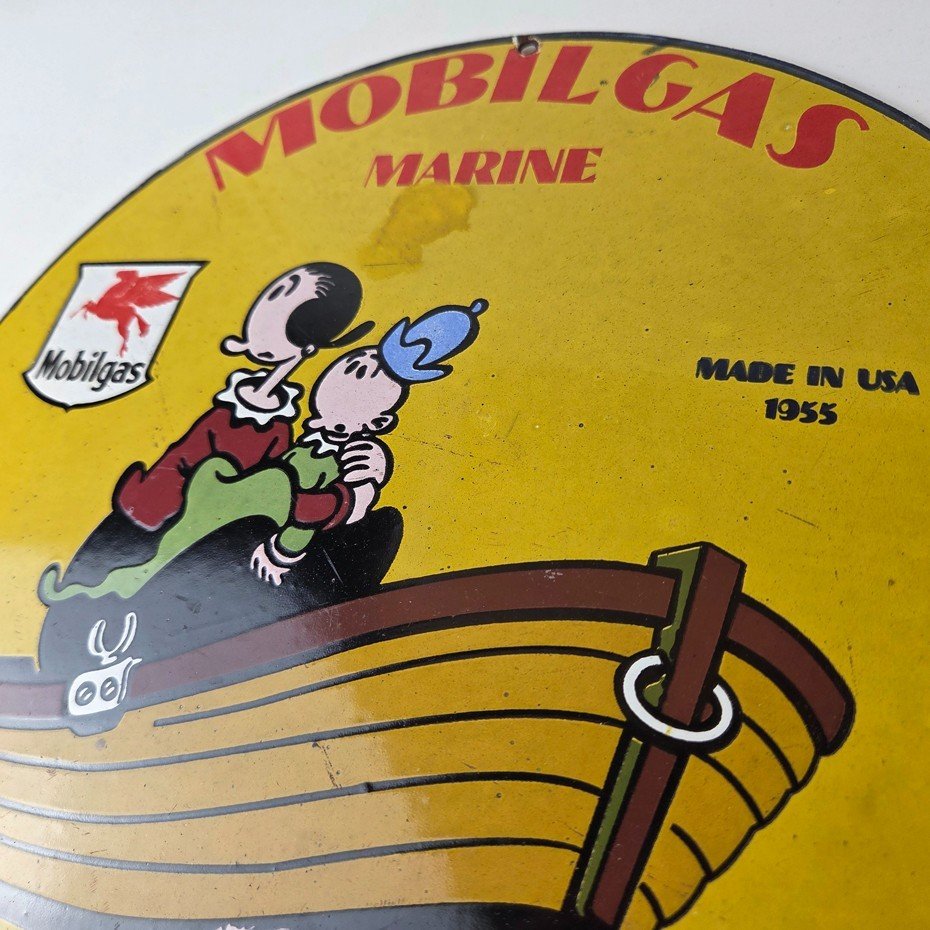 MOBILGAS
MARINE
Mobilgas
MADE IN USA
1955